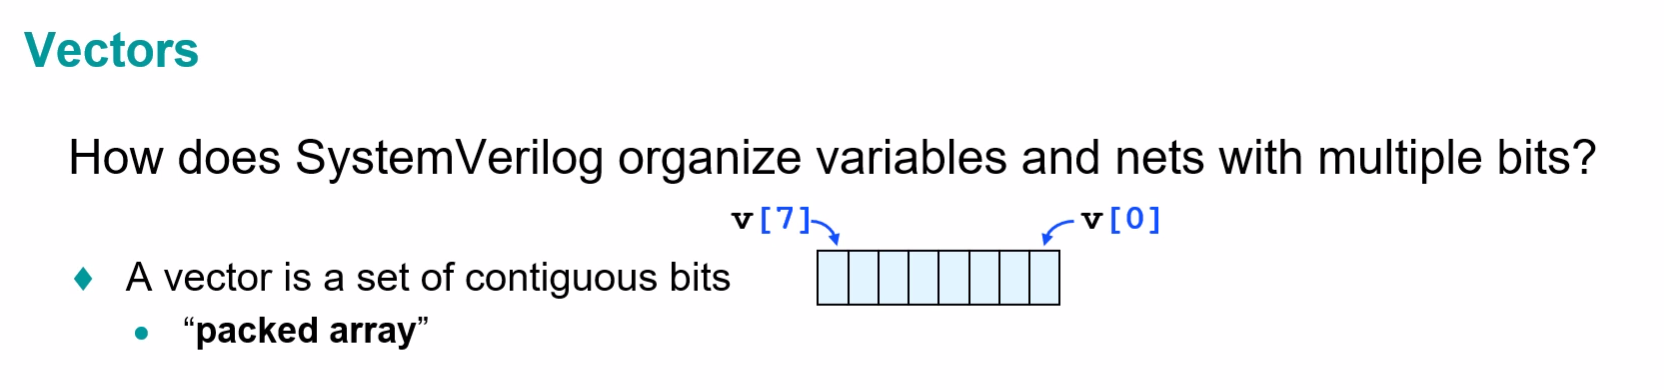 Vectors
How does SystemVerilog organize variables and nets with multiple bits?
v[7] v[0]
♦ A vector is a set of contiguous bits
• “packed array”